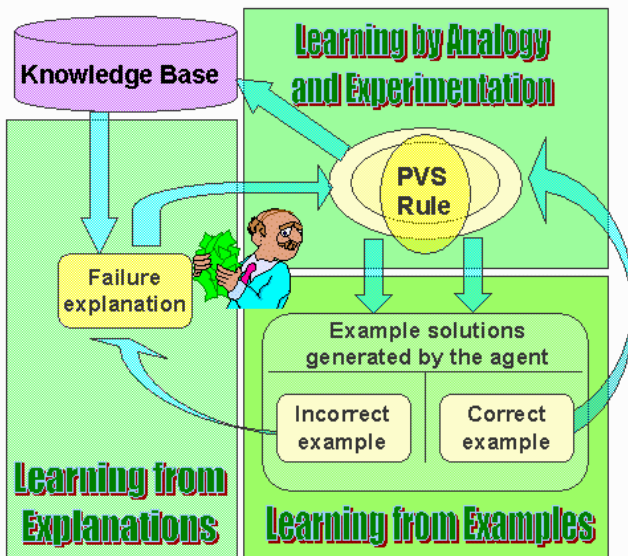 Knowledge Base
Learning by Analogy
and Experimentation
PVS
Rule
Failure
explanation
Example solutions
generated by the agent
Incorrect
example
Correct
example
Learning from
Explanations
Learning from Examples